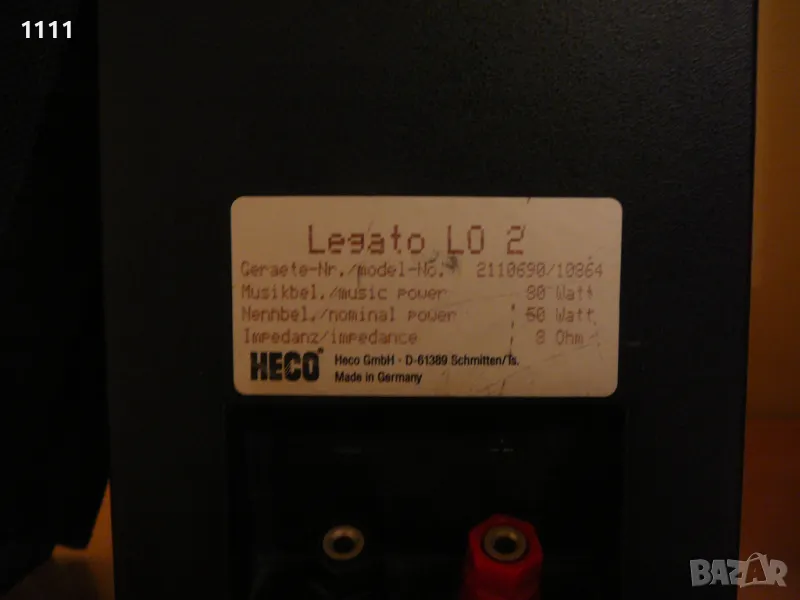 1111
Legato LO 2
Geraete-Nr./model-No. 2110690/10864
Musikbel./music power 90 Watt
Nennbel./nominal power 50 Watt
Impedanz/impedance 8 Ohm
HECO Heco GmbH · D-61389 Schmitten/Ts.
Made in Germany
- +
BAZAR